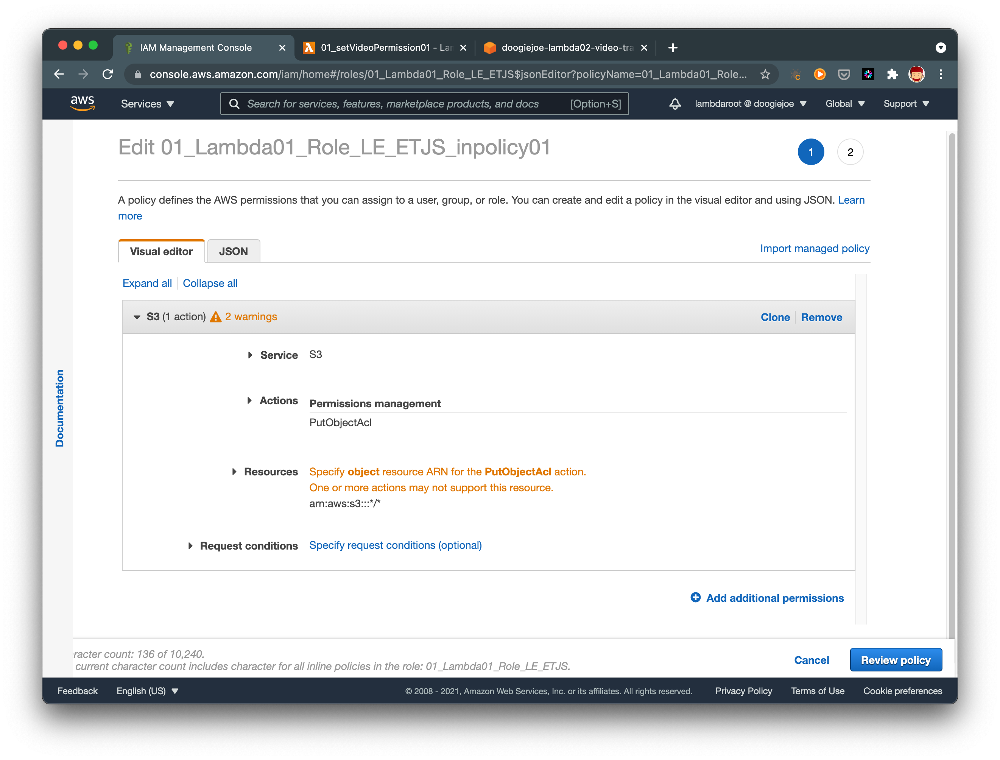 IAM Management Console
01_setVideoPermission01 - Lam
doogiejoe-lambda02-video-tra
console.aws.amazon.com/iam/home#/roles/01_Lambda01_Role_LE_ETJS$jsonEditor?policyName=01_Lambda01_Role...
aws
Services
Search for services, features, marketplace products, and docs
[Option+S]
lambdaroot @ doogiejoe
Global
Support
Edit 01_Lambda01_Role_LE_ETJS_inpolicy01
1
2
A policy defines the AWS permissions that you can assign to a user, group, or role. You can create and edit a policy in the visual editor and using JSON. Learn
more
Visual editor
JSON
Import managed policy
Expand all
Collapse all
S3 (1 action) 2 warnings
Clone
Remove
Service
S3
Actions
Permissions management
PutObjectAcl
Resources
Specify object resource ARN for the PutObjectAcl action.
One or more actions may not support this resource.
arn:aws:s3:::*/*
Request conditions
Specify request conditions (optional)
Add additional permissions
Documentation
racter count: 136 of 10,240.
current character count includes character for all inline policies in the role: 01_Lambda01_Role_LE_ETJS.
Cancel
Review policy
Feedback
English (US)
© 2008 - 2021, Amazon Web Services, Inc. or its affiliates. All rights reserved.
Privacy Policy
Terms of Use
Cookie preferences